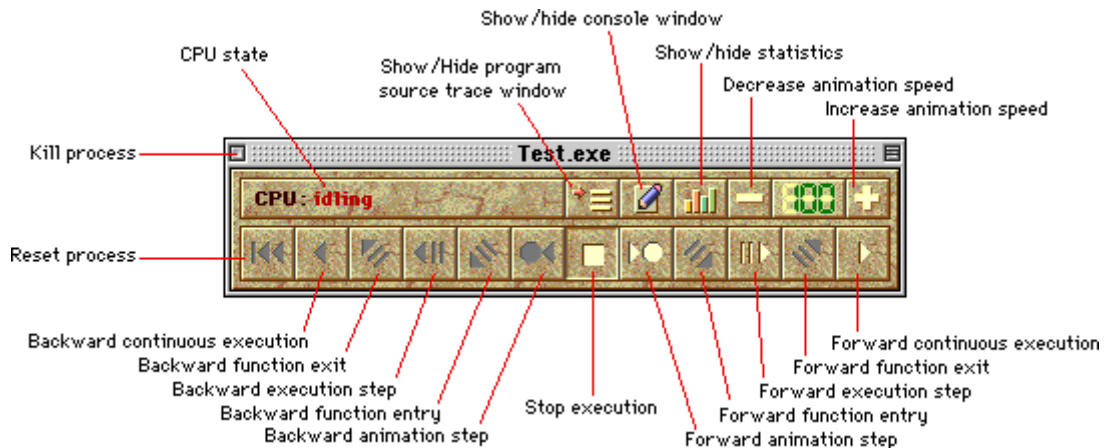 Show/hide console window
CPU state
Show/hide statistics
Show/Hide program
source trace window
Decrease animation speed
Increase animation speed
Kill process
Test.exe
CPU: idling
100
Reset process
Backward continuous execution
Forward continuous execution
Backward function exit
Forward function exit
Backward execution step
Forward execution step
Backward function entry
Stop execution
Forward function entry
Backward animation step
Forward animation step